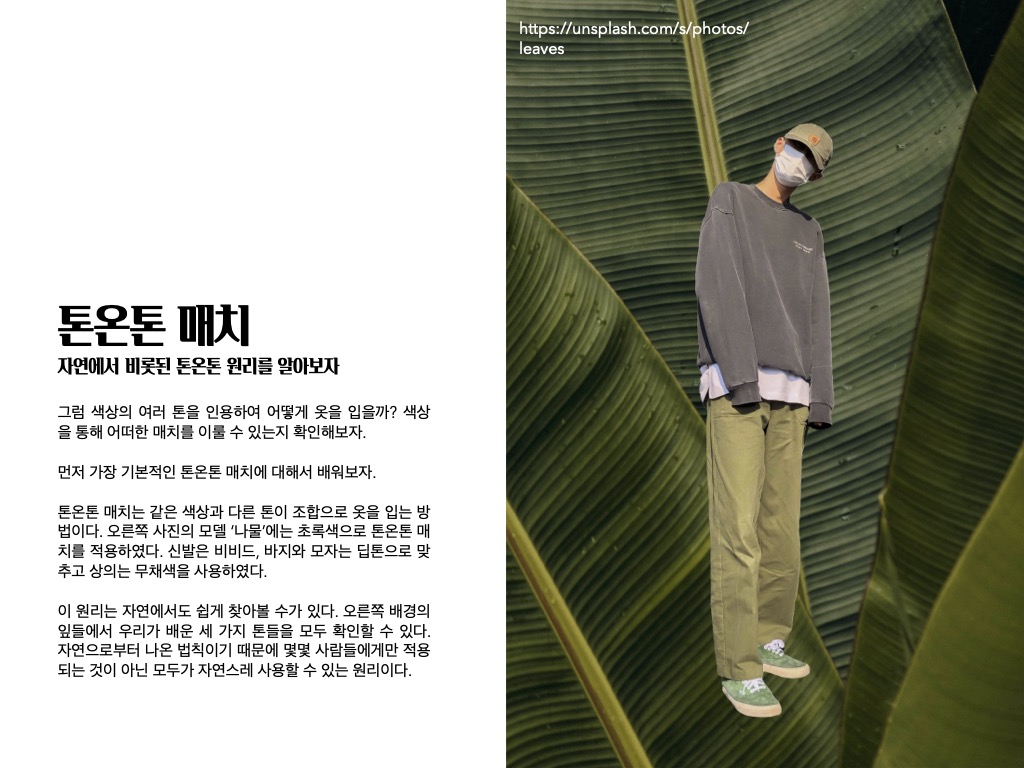 https://unsplash.com/s/photos/
leaves
톤온톤 매치
자연에서 비롯된 톤온톤 원리를 알아보자
그럼 색상의 여러 톤을 인용하여 어떻게 옷을 입을까? 색상
을 통해 어떠한 매치를 이룰 수 있는지 확인해보자.
먼저 가장 기본적인 톤온톤 매치에 대해서 배워보자.
톤온톤 매치는 같은 색상과 다른 톤이 조합으로 옷을 입는 방
법이다. 오른쪽 사진의 모델 ‘나물’에는 초록색으로 톤온톤 매
치를 적용하였다. 신발은 비비드, 바지와 모자는 딥톤으로 맞
추고 상의는 무채색을 사용하였다.
이 원리는 자연에서도 쉽게 찾아볼 수가 있다. 오른쪽 배경의
잎들에서 우리가 배운 세 가지 톤들을 모두 확인할 수 있다.
자연으로부터 나온 법칙이기 때문에 몇몇 사람들에게만 적용
되는 것이 아닌 모두가 자연스레 사용할 수 있는 원리이다.